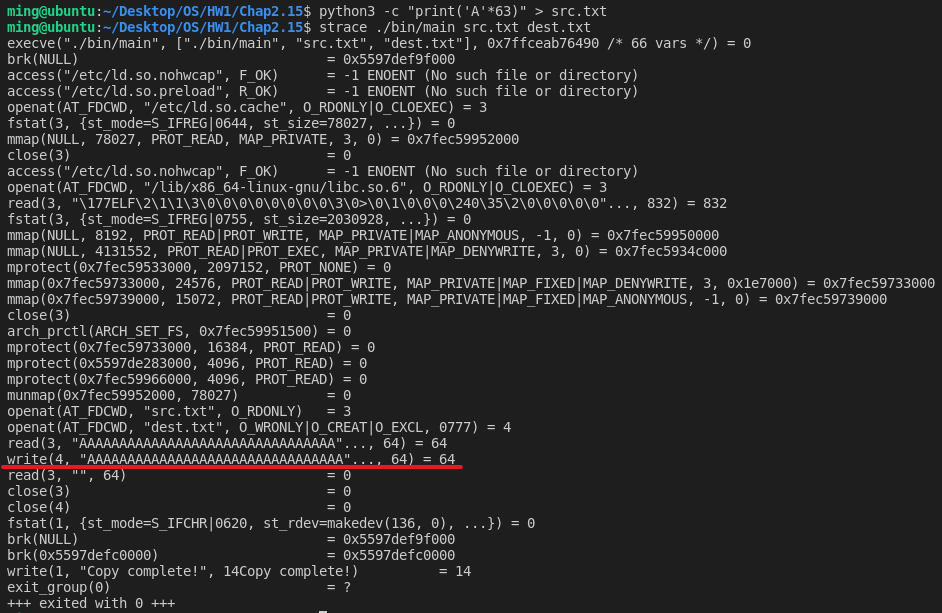 ming@ubuntu:~/Desktop/OS/HW1/Chap2.15$ python3 -c "print('A'*63)" > src.txt
ming@ubuntu:~/Desktop/OS/HW1/Chap2.15$ strace ./bin/main src.txt dest.txt
execve("./bin/main", ["./bin/main", "src.txt", "dest.txt"], 0x7ffceab76490 /* 66 vars */) = 0
brk(NULL)                               = 0x5597def9f000
access("/etc/ld.so.nohwcap", F_OK)      = -1 ENOENT (No such file or directory)
access("/etc/ld.so.preload", R_OK)      = -1 ENOENT (No such file or directory)
openat(AT_FDCWD, "/etc/ld.so.cache", O_RDONLY|O_CLOEXEC) = 3
fstat(3, {st_mode=S_IFREG|0644, st_size=78027, ...}) = 0
mmap(NULL, 78027, PROT_READ, MAP_PRIVATE, 3, 0) = 0x7fec59952000
close(3)                                = 0
access("/etc/ld.so.nohwcap", F_OK)      = -1 ENOENT (No such file or directory)
openat(AT_FDCWD, "/lib/x86_64-linux-gnu/libc.so.6", O_RDONLY|O_CLOEXEC) = 3
read(3, "\177ELF\2\1\1\3\0\0\0\0\0\0\0\0\3\0>\0\1\0\0\0\240\35\2\0\0\0\0\0"..., 832) = 832
fstat(3, {st_mode=S_IFREG|0755, st_size=2030928, ...}) = 0
mmap(NULL, 8192, PROT_READ|PROT_WRITE, MAP_PRIVATE|MAP_ANONYMOUS, -1, 0) = 0x7fec59950000
mmap(NULL, 4131552, PROT_READ|PROT_EXEC, MAP_PRIVATE|MAP_DENYWRITE, 3, 0) = 0x7fec5934c000
mprotect(0x7fec59533000, 2097152, PROT_NONE) = 0
mmap(0x7fec59733000, 24576, PROT_READ|PROT_WRITE, MAP_PRIVATE|MAP_FIXED|MAP_DENYWRITE, 3, 0x1e7000) = 0x7fec59733000
mmap(0x7fec59739000, 15072, PROT_READ|PROT_WRITE, MAP_PRIVATE|MAP_FIXED|MAP_ANONYMOUS, -1, 0) = 0x7fec59739000
close(3)                                = 0
arch_prctl(ARCH_SET_FS, 0x7fec59951500) = 0
mprotect(0x7fec59733000, 16384, PROT_READ) = 0
mprotect(0x5597de283000, 4096, PROT_READ) = 0
mprotect(0x7fec59966000, 4096, PROT_READ) = 0
munmap(0x7fec59952000, 78027)           = 0
openat(AT_FDCWD, "src.txt", O_RDONLY)   = 3
openat(AT_FDCWD, "dest.txt", O_WRONLY|O_CREAT|O_EXCL, 0777) = 4
read(3, "AAAAAAAAAAAAAAAAAAAAAAAAAAAAAAAA"..., 64) = 64
write(4, "AAAAAAAAAAAAAAAAAAAAAAAAAAAAAAAA"..., 64) = 64
read(3, "", 64)                         = 0
close(3)                                = 0
close(4)                                = 0
fstat(1, {st_mode=S_IFCHR|0620, st_rdev=makedev(136, 0), ...}) = 0
brk(NULL)                               = 0x5597def9f000
brk(0x5597defc0000)                     = 0x5597defc0000
write(1, "Copy complete!", 14Copy complete!)          = 14
exit_group(0)                           = ?
+++ exited with 0 +++